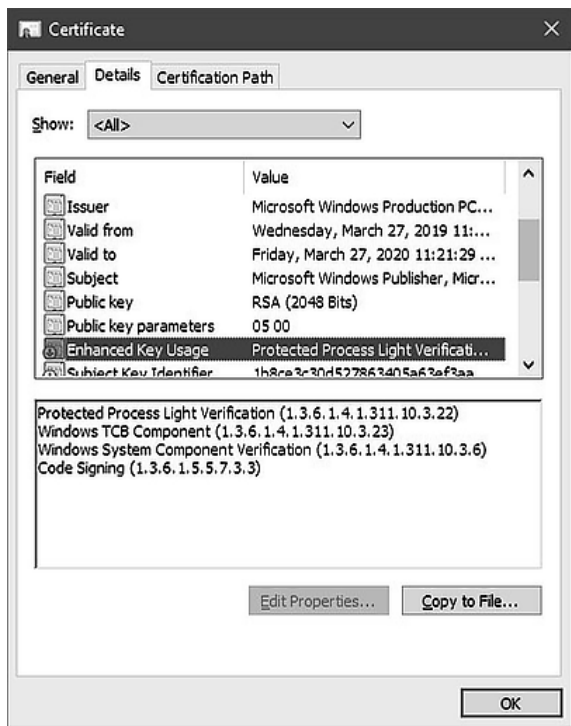 Certificate
General Details Certification Path
Show: <All>
Field Value
Issuer Microsoft Windows Production PC...
Valid from Wednesday, March 27, 2019 11:...
Valid to Friday, March 27, 2020 11:21:29 ...
Subject Microsoft Windows Publisher, Micr...
Public key RSA (2048 Bits)
Public key parameters 05 00
Enhanced Key Usage Protected Process Light Verificati...
Subject Key Identifier 1b8ce3c30d527863405a63ef3aa
Protected Process Light Verification (1.3.6.1.4.1.311.10.3.22)
Windows TCB Component (1.3.6.1.4.1.311.10.3.23)
Windows System Component Verification (1.3.6.1.4.1.311.10.3.6)
Code Signing (1.3.6.1.5.5.7.3.3)
Edit Properties... Copy to File...
OK